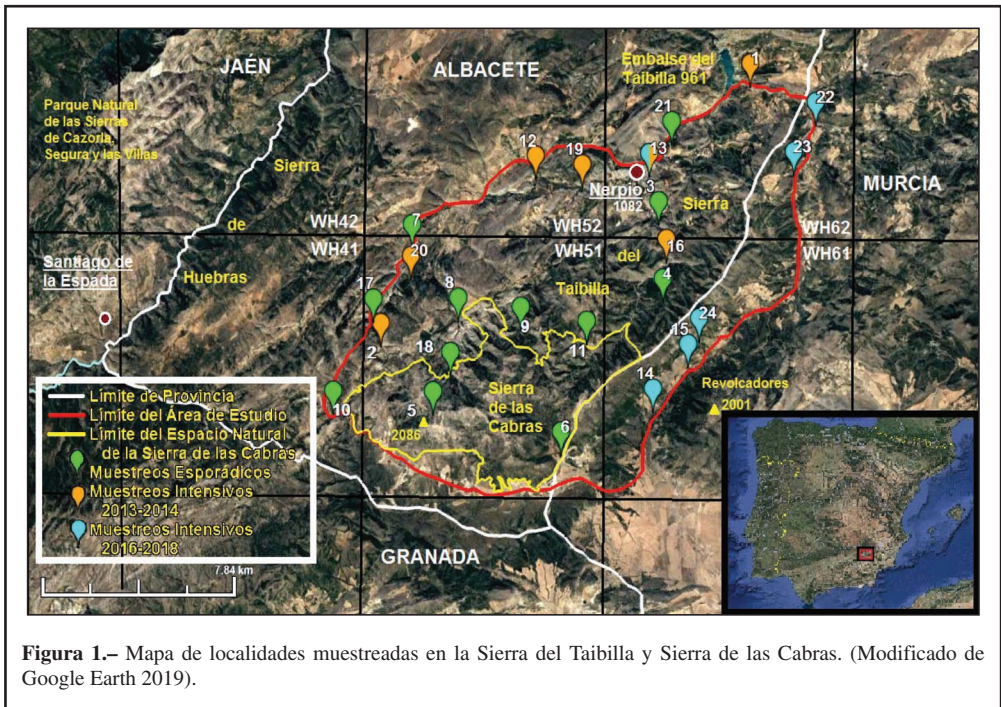 JAÉN
ALBACETE
Embalse del
Taibilla 961
1
Parque Natural
de las Sierras
de Cazorla,
Segura y las Villas
22
21
Sierra
12
19
13
23
Nerpio
1082
3
MURCIA
de
7
WH42
WH52
Sierra
WH62
WH41
WH51
16
del
WH61
Santiago de
la Espada
Huebras
20
Taibilla
4
17
8
9
11
24
15
2
18
14
Revolcadores
2001
10
5
2086
Sierra
de las
Cabras
6
Límite de Provincia
Límite del Área de Estudio
Límite del Espacio Natural
de la Sierra de las Cabras
Muestreos Esporádicos
Muestreos Intensivos
2013-2014
Muestreos Intensivos
2016-2018
7.84 km
GRANADA
Figura 1.– Mapa de localidades muestreadas en la Sierra del Taibilla y Sierra de las Cabras. (Modificado de
Google Earth 2019).